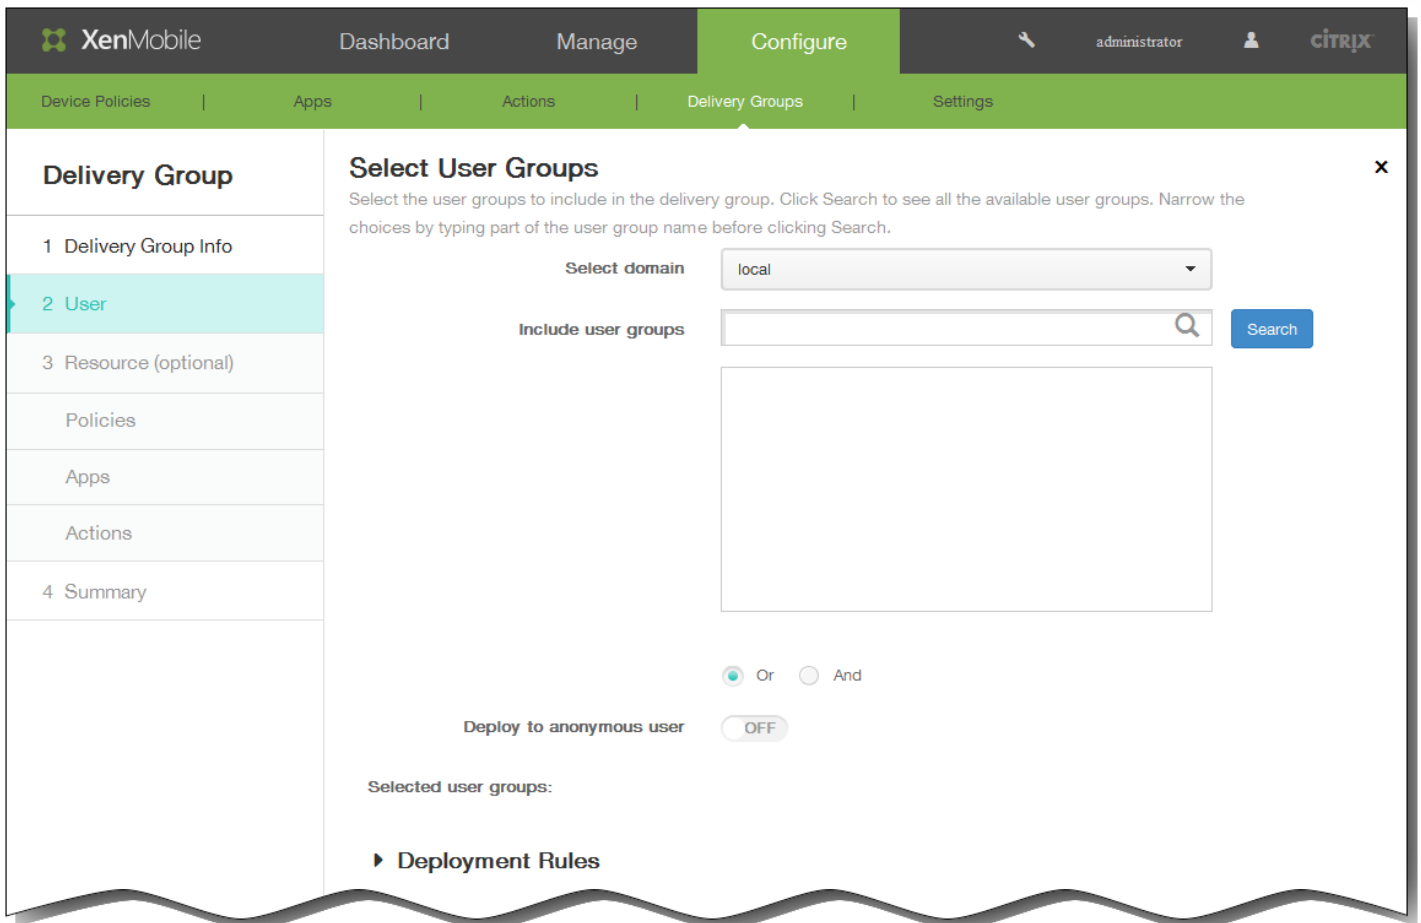 XenMobile
Dashboard
Manage
Configure
administrator
CITRIX
Device Policies | Apps | Actions | Delivery Groups | Settings
Delivery Group
1 Delivery Group Info
2 User
3 Resource (optional)
Policies
Apps
Actions
4 Summary
Select User Groups
x
Select the user groups to include in the delivery group. Click Search to see all the available user groups. Narrow the
choices by typing part of the user group name before clicking Search.
Select domain
local
Include user groups
Search
Or
And
Deploy to anonymous user
OFF
Selected user groups:
Deployment Rules